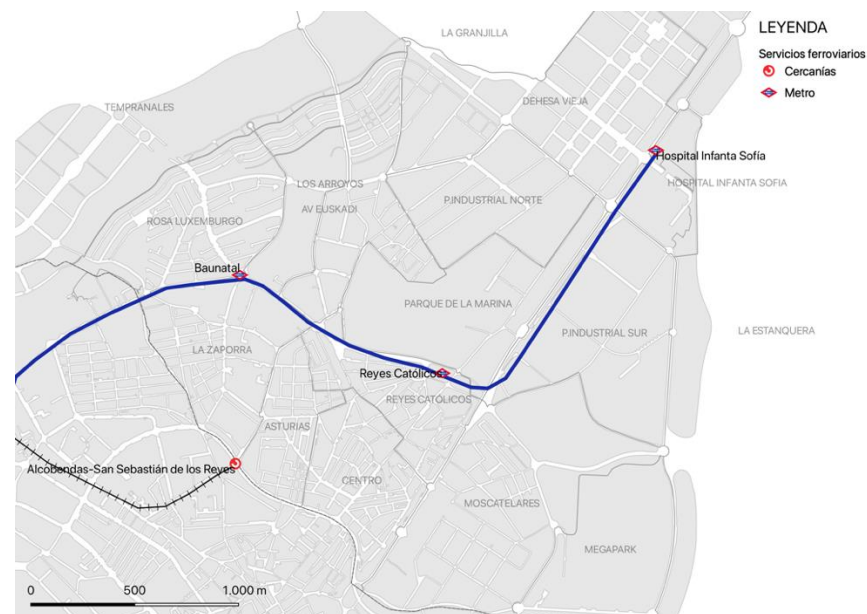 LEYENDA
Servicios ferroviarios
Cercanías
Metro
LA GRANJILLA
TEMPRANALES
DEHESA VIEJA
Hospital Infanta Sofía
HOSPITAL INFANTA SOFIA
LOS ARROYOS
AV EUSKADI
P.INDUSTRIAL NORTE
ROSA LUXEMBURGO
Baunatal
PARQUE DE LA MARINA
LA ESTANQUERA
P.INDUSTRIAL SUR
LA ZAPORRA
Reyes Católicos
REYES CATÓLICOS
ASTURIAS
Alcobendas-San Sebastián de los Reyes
CENTRO
MOSCATELARES
MEGAPARK
0 500 1.000 m